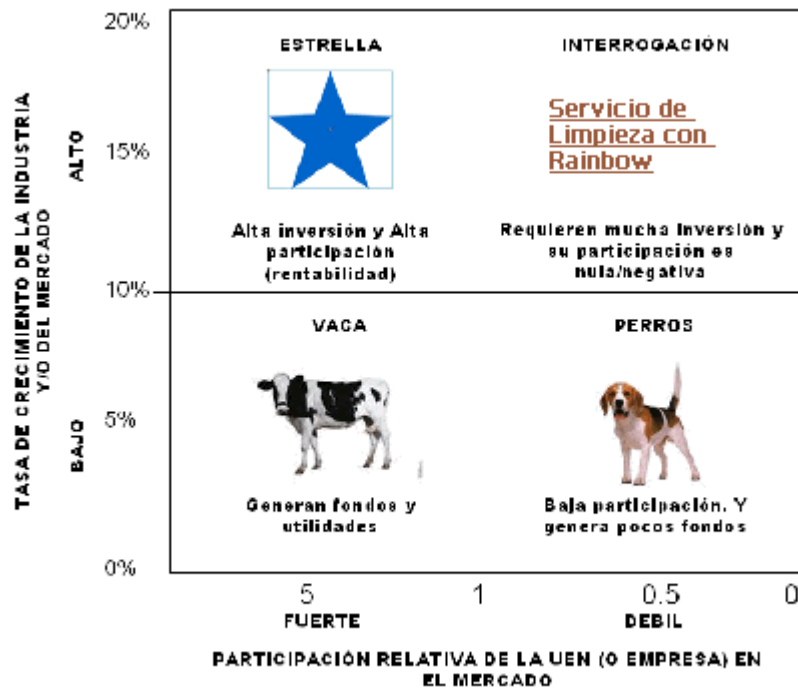 20%
ESTRELLA
INTERROGACIÓN
Servicio de
Limpieza con
Rainbow
15%
ALTO
Alta inversión y Alta
participación
(rentabilidad)
Requieren mucha inversión y
su participación es
nula/negativa
10%
TASA DE CRECIMIENTO DE LA INDUSTRIA
Y/O DEL MERCADO
VACA
PERROS
5%
BAJO
Generan fondos y
utilidades
Baja participación. Y
genera pocos fondos
0%
5
1
0.5
0
FUERTE
DEBIL
PARTICIPACIÓN RELATIVA DE LA UEN (O EMPRESA) EN
EL MERCADO